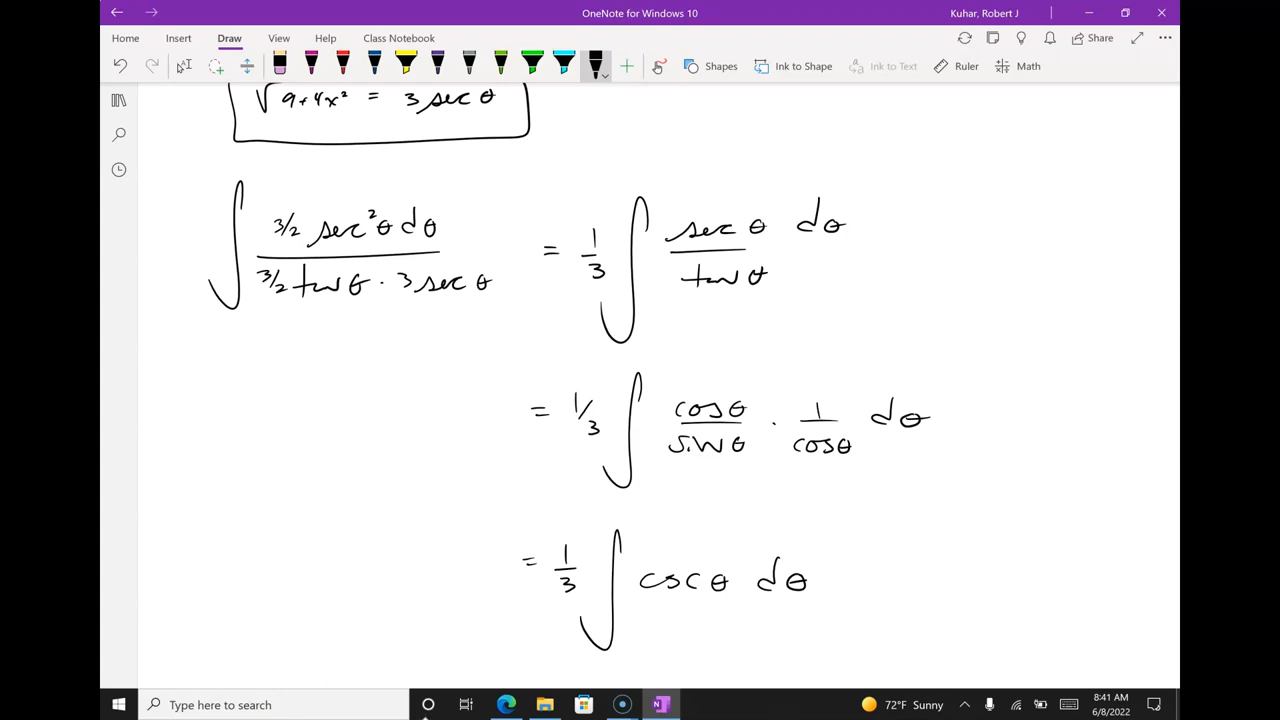 OneNote for Windows 10
Kuhar, Robert J
Home Insert Draw View Help Class Notebook
Share
Shapes Ink to Shape Ink to Text Ruler Math
√9+4x² = 3 sec θ
∫ (3/2 sec²θ dθ)/(3/2 tan θ · 3 sec θ) = 1/3 ∫ (sec θ)/(tan θ) dθ
= 1/3 ∫ (cosθ)/(sinθ) · 1/(cosθ) dθ
= 1/3 ∫ csc θ dθ
Type here to search
72°F Sunny
8:41 AM
6/8/2022